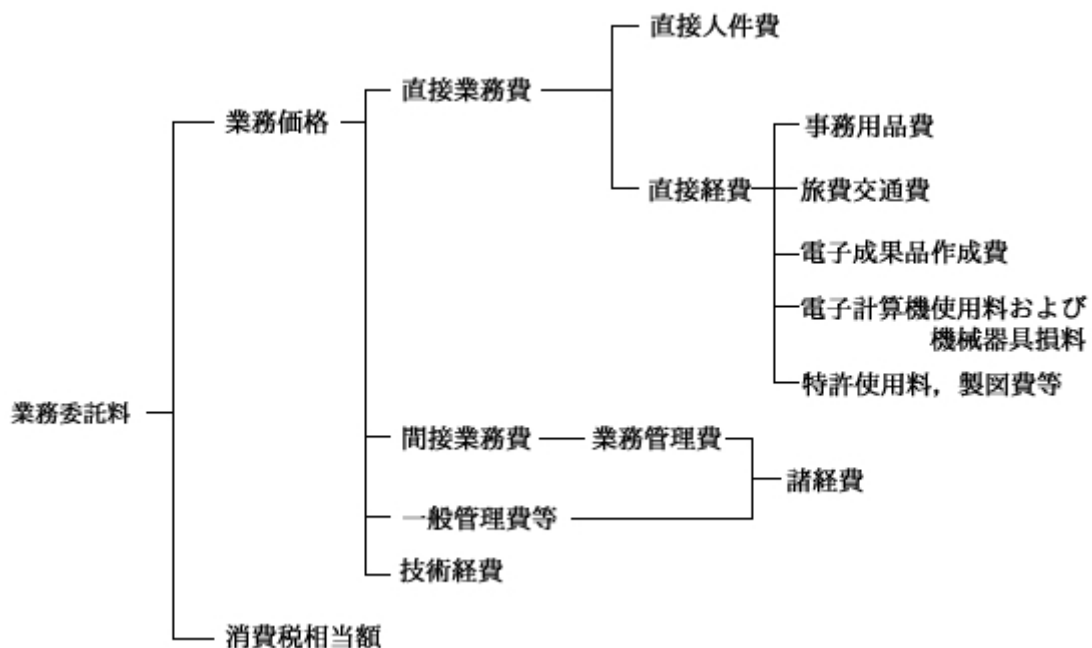 直接人件費
直接業務費
業務価格
事務用品費
直接経費
旅費交通費
電子成果品作成費
電子計算機使用料および
機械器具損料
特許使用料，製図費等
業務委託料
間接業務費
業務管理費
諸経費
一般管理費等
技術経費
消費税相当額